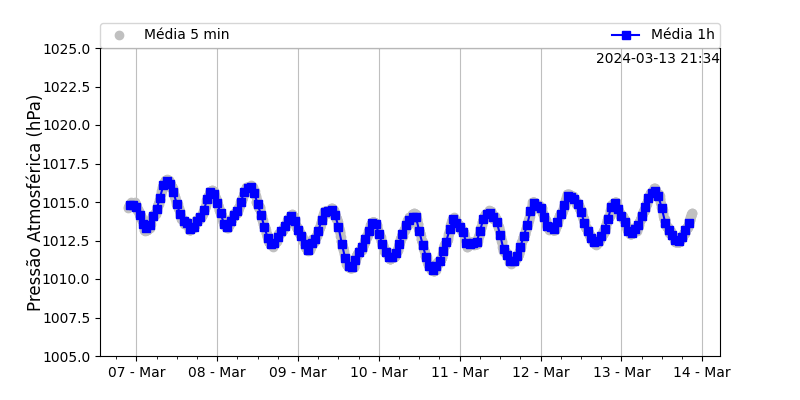 Média 5 min
Média 1h
2024-03-13 21:34
Pressão Atmosférica (hPa)
1025.0
1022.5
1020.0
1017.5
1015.0
1012.5
1010.0
1007.5
1005.0
07 - Mar
08 - Mar
09 - Mar
10 - Mar
11 - Mar
12 - Mar
13 - Mar
14 - Mar